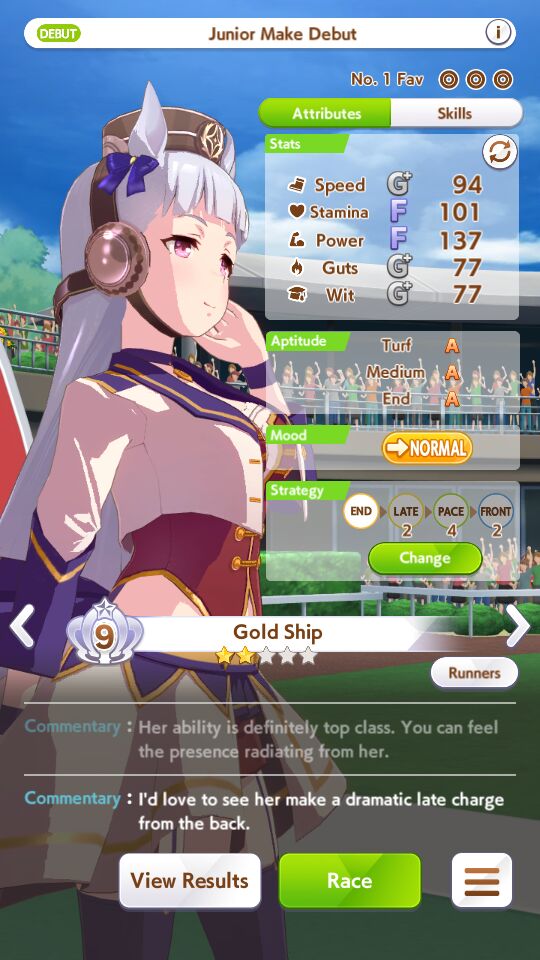 DEBUT Junior Make Debut i
No. 1 Fav
Attributes Skills
Stats
Speed G+ 94
Stamina F 101
Power F 137
Guts G+ 77
Wit G+ 77
Aptitude Turf A
Medium A
End A
Mood
NORMAL
Strategy
END LATE PACE FRONT
2 4 2
Change
9 Gold Ship
Runners
Commentary : Her ability is definitely top class. You can feel
the presence radiating from her.
Commentary : I'd love to see her make a dramatic late charge
from the back.
View Results Race